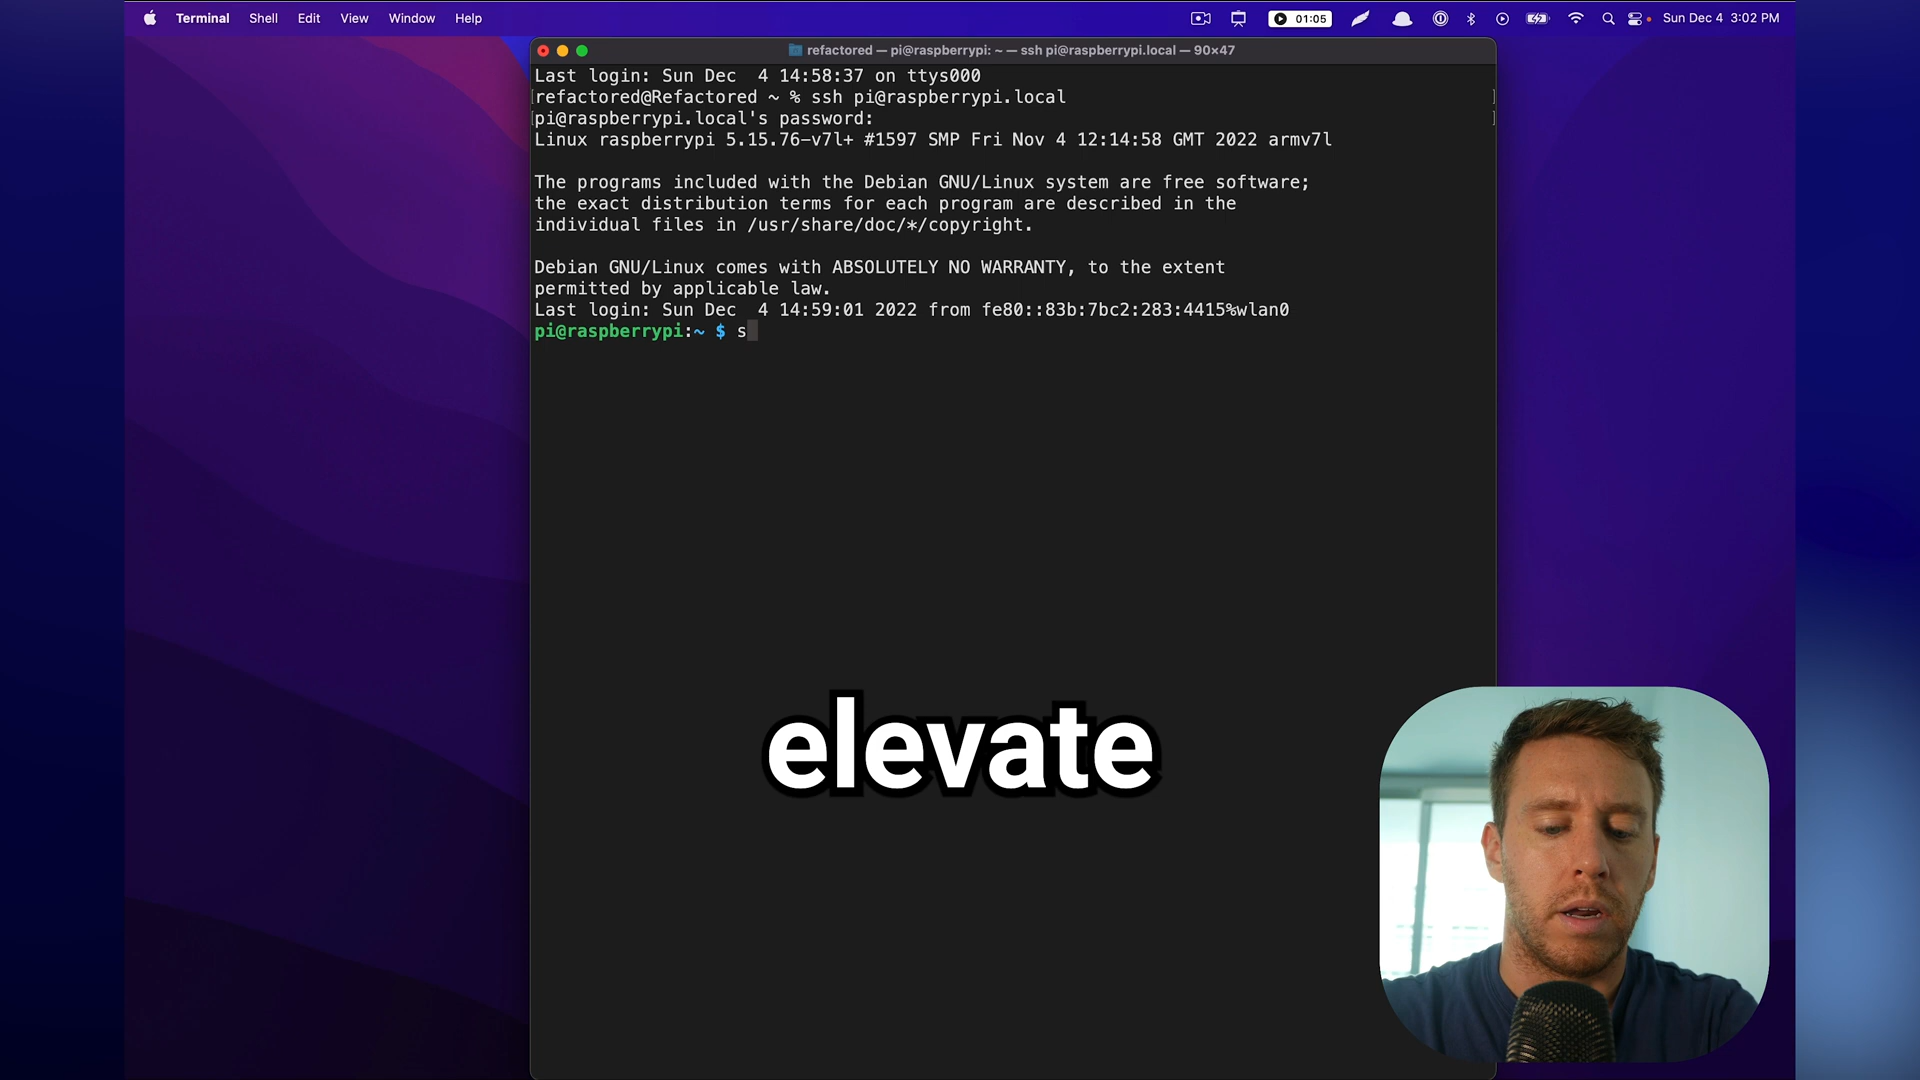 Terminal Shell Edit View Window Help 01:05 Sun Dec 4 3:02 PM
refactored — pi@raspberrypi: ~ — ssh pi@raspberrypi.local — 90×47
Last login: Sun Dec  4 14:58:37 on ttys000
[refactored@Refactored ~ % ssh pi@raspberrypi.local ]
[pi@raspberrypi.local's password: ]
Linux raspberrypi 5.15.76-v7l+ #1597 SMP Fri Nov 4 12:14:58 GMT 2022 armv7l
The programs included with the Debian GNU/Linux system are free software;
the exact distribution terms for each program are described in the
individual files in /usr/share/doc/*/copyright.
Debian GNU/Linux comes with ABSOLUTELY NO WARRANTY, to the extent
permitted by applicable law.
Last login: Sun Dec  4 14:59:01 2022 from fe80::83b:7bc2:283:4415%wlan0
pi@raspberrypi:~ $ s
elevate